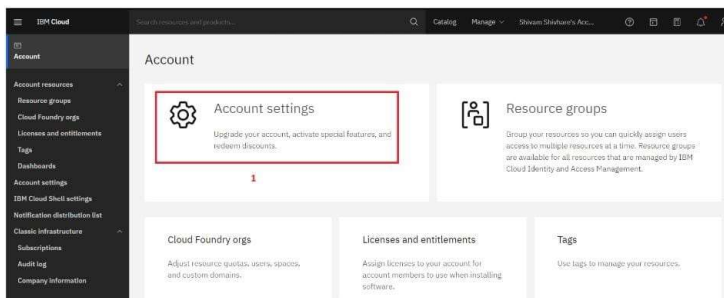 IBM Cloud
Search resources and products...
Catalog
Manage
Shivam Shivhare's Acc...
Account
Account resources
Resource groups
Cloud Foundry orgs
Licenses and entitlements
Tags
Dashboards
Account settings
IBM Cloud Shell settings
Notification distribution list
Classic infrastructure
Subscriptions
Audit log
Company information
Account
Account settings
Upgrade your account, activate special features, and
redeem discounts.
1
Resource groups
Group your resources so you can quickly assign users
access to multiple resources at a time. Resource groups
are available for all resources that are managed by IBM
Cloud Identity and Access Management.
Cloud Foundry orgs
Adjust resource quotas, users, spaces,
and custom domains.
Licenses and entitlements
Assign licenses to your account for
account members to use when installing
software.
Tags
Use tags to manage your resources.